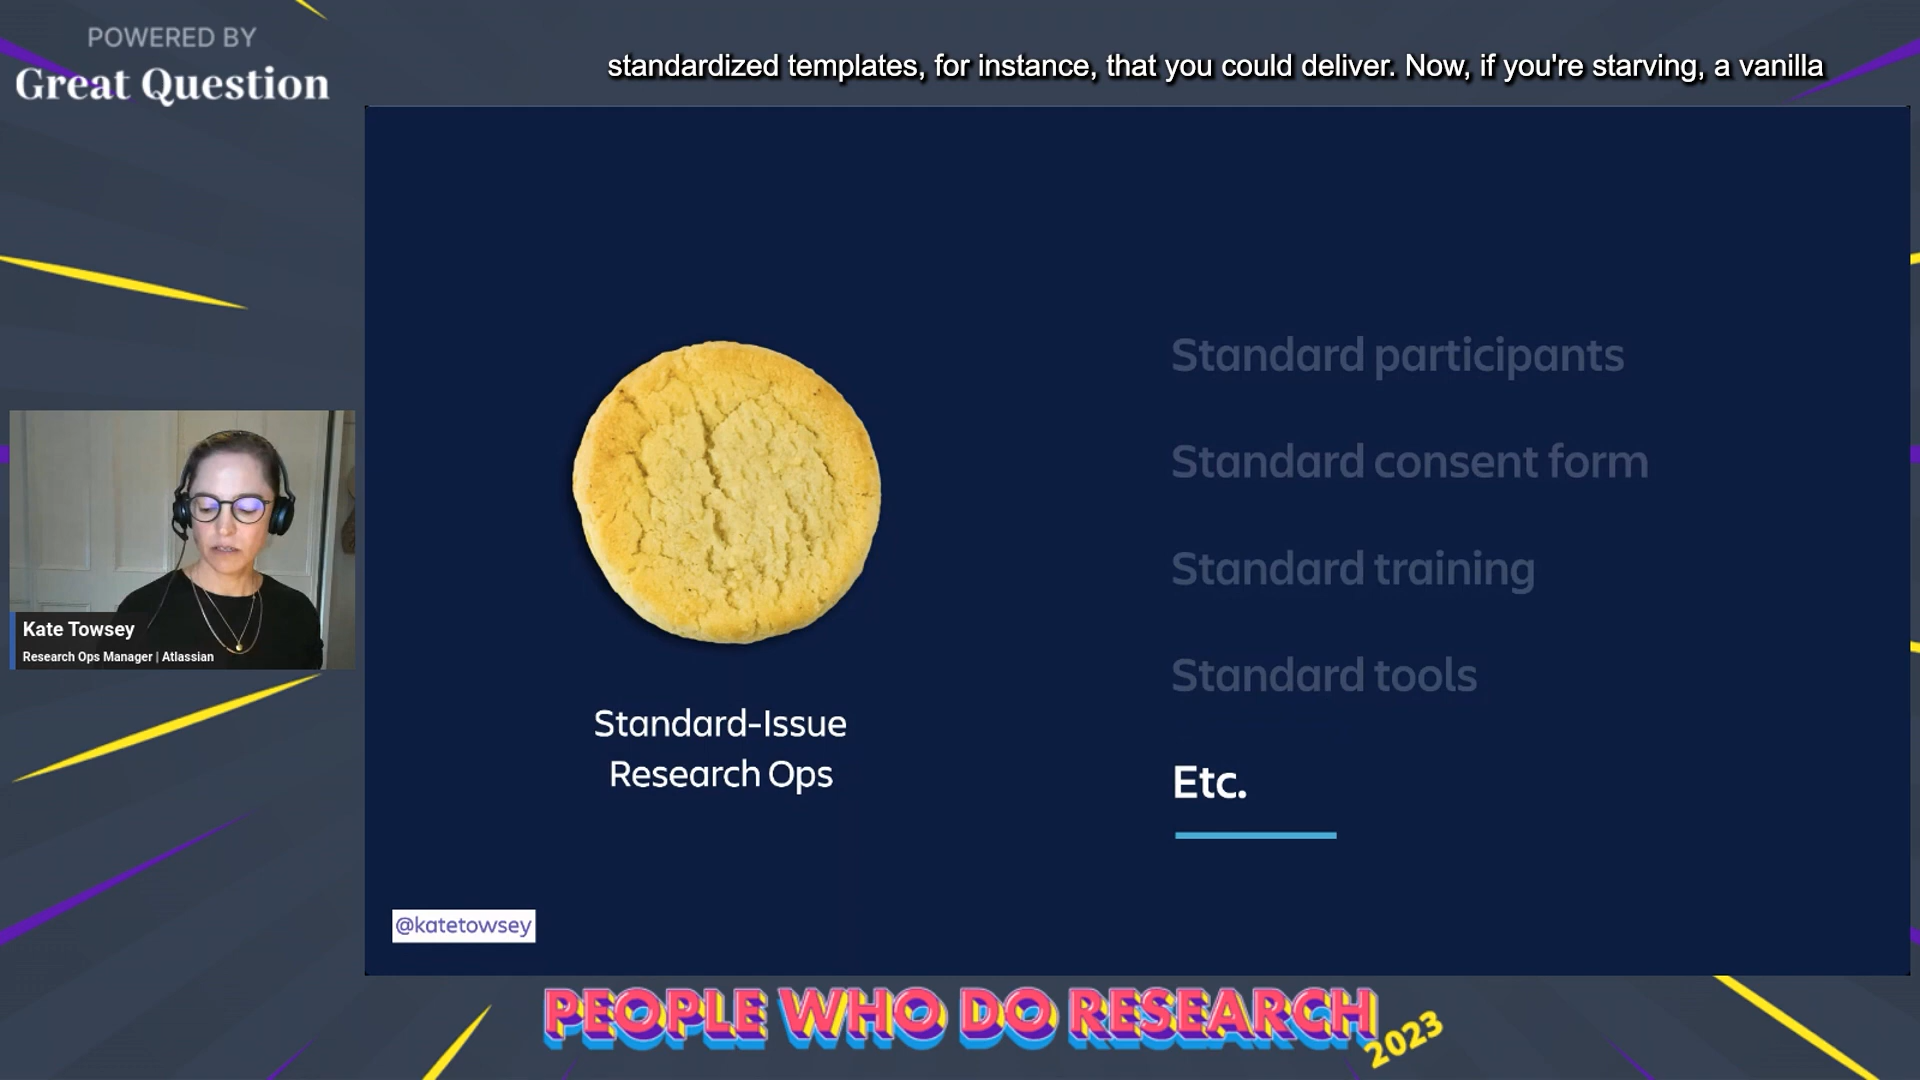 POWERED BY
Great Question
standardized templates, for instance, that you could deliver. Now, if you're starving, a vanilla
Standard participants
Standard consent form
Standard training
Standard tools
Etc.
Standard-Issue
Research Ops
Kate Towsey
Research Ops Manager | Atlassian
@katetowsey
PEOPLE WHO DO RESEARCH
2023